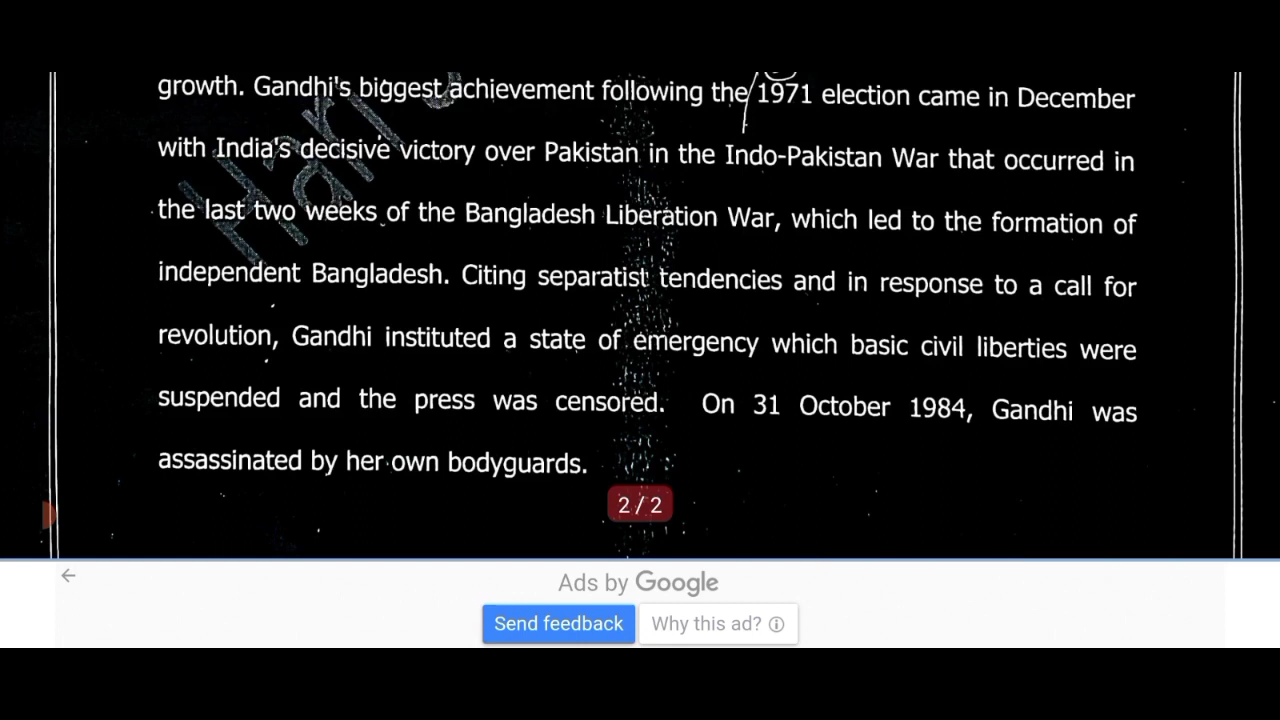 growth. Gandhi's biggest achievement following the 1971 election came in December
with India's decisive victory over Pakistan in the Indo-Pakistan War that occurred in
the last two weeks of the Bangladesh Liberation War, which led to the formation of
independent Bangladesh. Citing separatist tendencies and in response to a call for
revolution, Gandhi instituted a state of emergency which basic civil liberties were
suspended and the press was censored. On 31 October 1984, Gandhi was
assassinated by her own bodyguards.
2 / 2
Ads by Google
Send feedback
Why this ad?